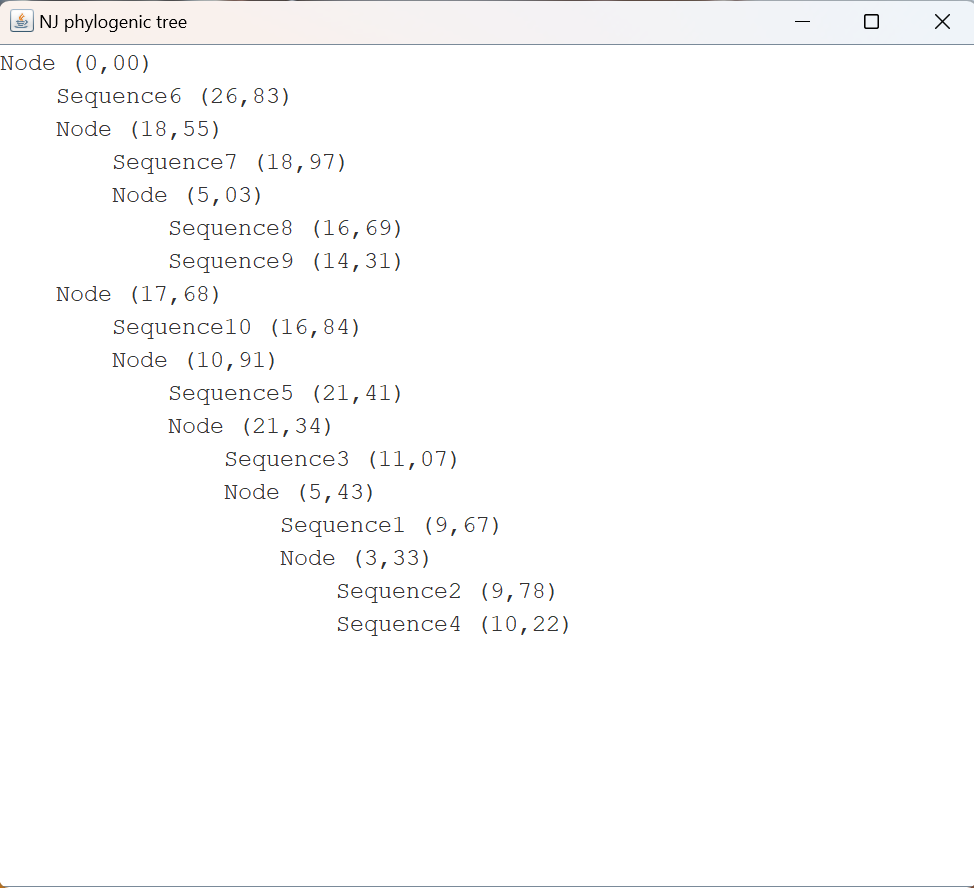 NJ phylogenic tree
Node (0,00)
Sequence6 (26,83)
Node (18,55)
Sequence7 (18,97)
Node (5,03)
Sequence8 (16,69)
Sequence9 (14,31)
Node (17,68)
Sequence10 (16,84)
Node (10,91)
Sequence5 (21,41)
Node (21,34)
Sequence3 (11,07)
Node (5,43)
Sequence1 (9,67)
Node (3,33)
Sequence2 (9,78)
Sequence4 (10,22)